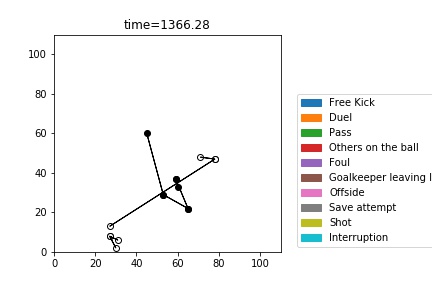 time=1366.28
100
80
60
40
20
0
0 20 40 60 80 100
Free Kick
Duel
Pass
Others on the ball
Foul
Goalkeeper leaving l
Offside
Save attempt
Shot
Interruption